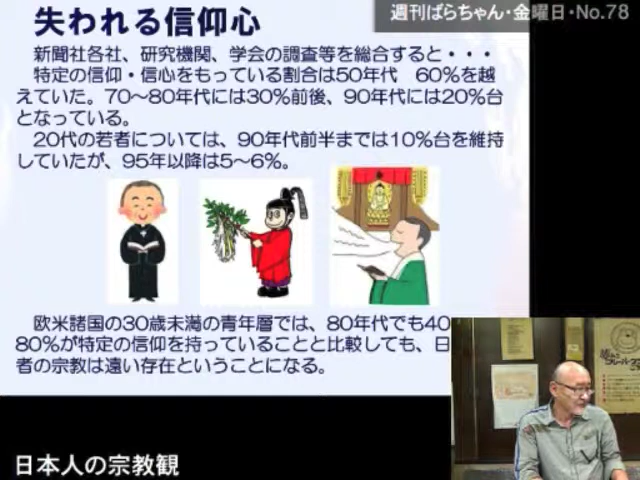 週刊ばらちゃん・金曜日・No.78
失われる信仰心
新聞社各社、研究機関、学会の調査等を総合すると・・・
特定の信仰・信心をもっている割合は50年代　60%を越
えていた。70〜80年代には30%前後、90年代には20%台
となっている。
20代の若者については、90年代前半までは10%台を維持
していたが、95年以降は5〜6%。
欧米諸国の30歳未満の青年層では、80年代でも40
80%が特定の信仰を持っていることと比較しても、日
者の宗教は遠い存在ということになる。
日本人の宗教観